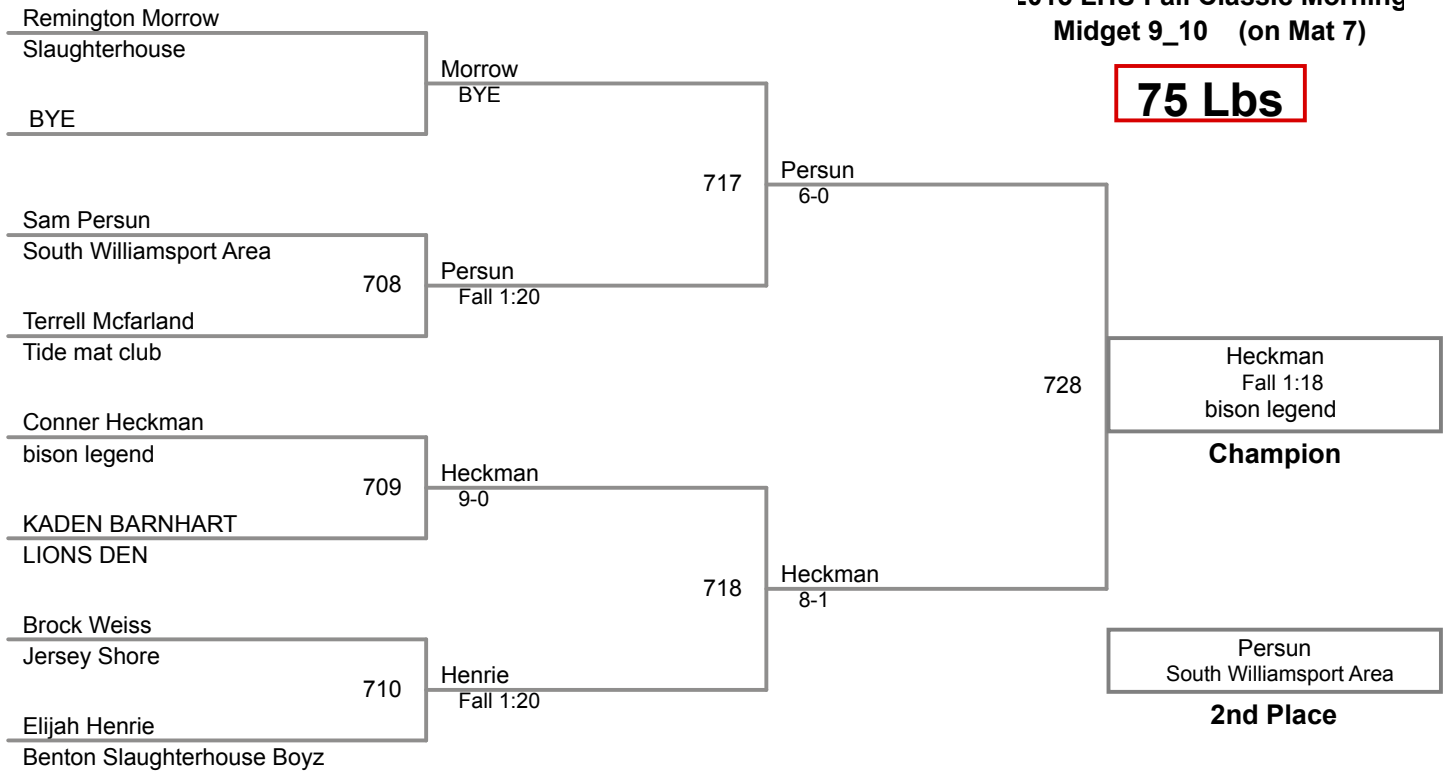 LHS Fall Classic Morning
Midget 9_10 (on Mat 7)
75 Lbs
Remington Morrow
Slaughterhouse
BYE
Morrow
BYE
717
Persun
6-0
Sam Persun
South Williamsport Area
708
Persun
Fall 1:20
Terrell Mcfarland
Tide mat club
728
Heckman
Fall 1:18
bison legend
Champion
Conner Heckman
bison legend
709
Heckman
9-0
KADEN BARNHART
LIONS DEN
718
Heckman
8-1
Brock Weiss
Jersey Shore
710
Henrie
Fall 1:20
Elijah Henrie
Benton Slaughterhouse Boyz
Persun
South Williamsport Area
2nd Place